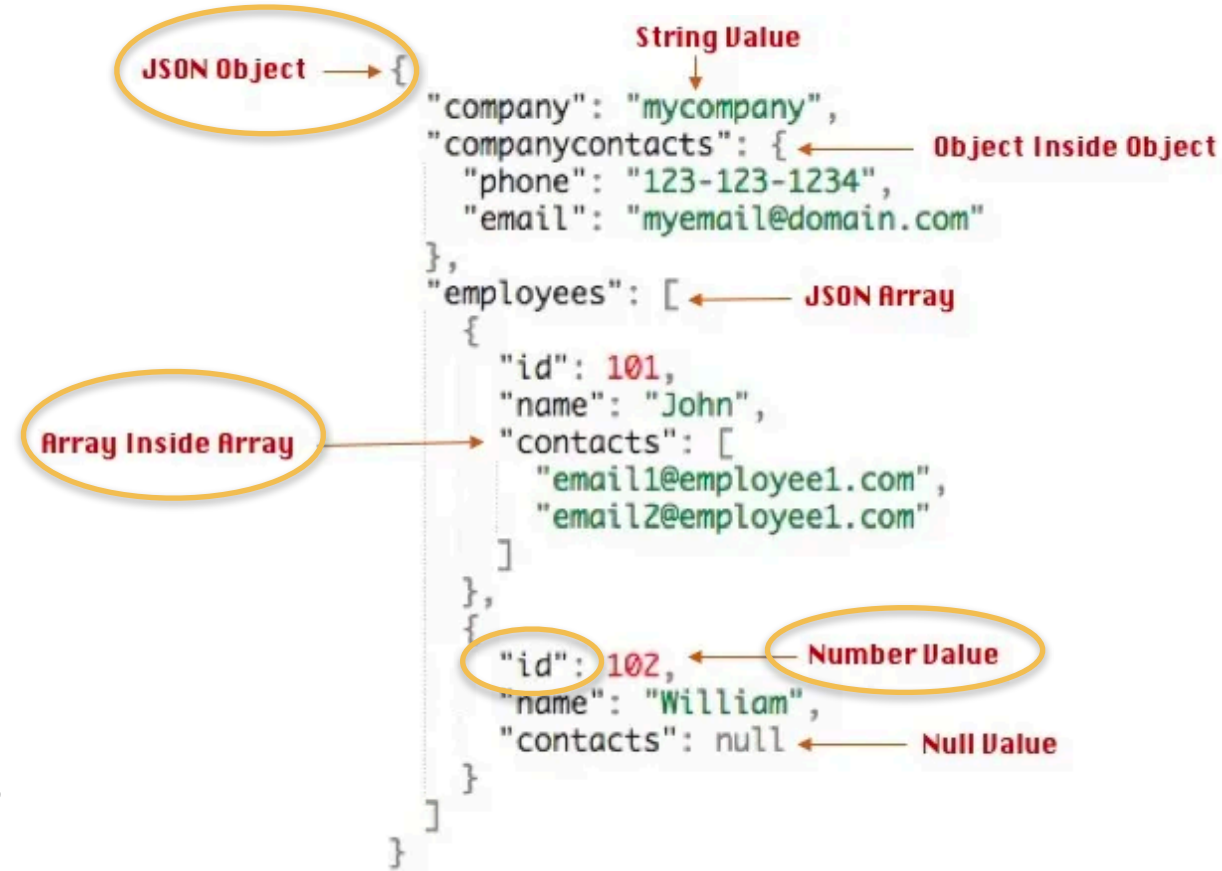 String Value
JSON Object {
"company": "mycompany",
"companycontacts": { Object Inside Object
"phone": "123-123-1234",
"email": "myemail@domain.com"
},
"employees": [ JSON Array
{
"id": 101,
"name": "John",
Array Inside Array "contacts": [
"email1@employee1.com",
"email2@employee1.com"
]
},
{
"id": 102, Number Value
"name": "William",
"contacts": null Null Value
}
]
}